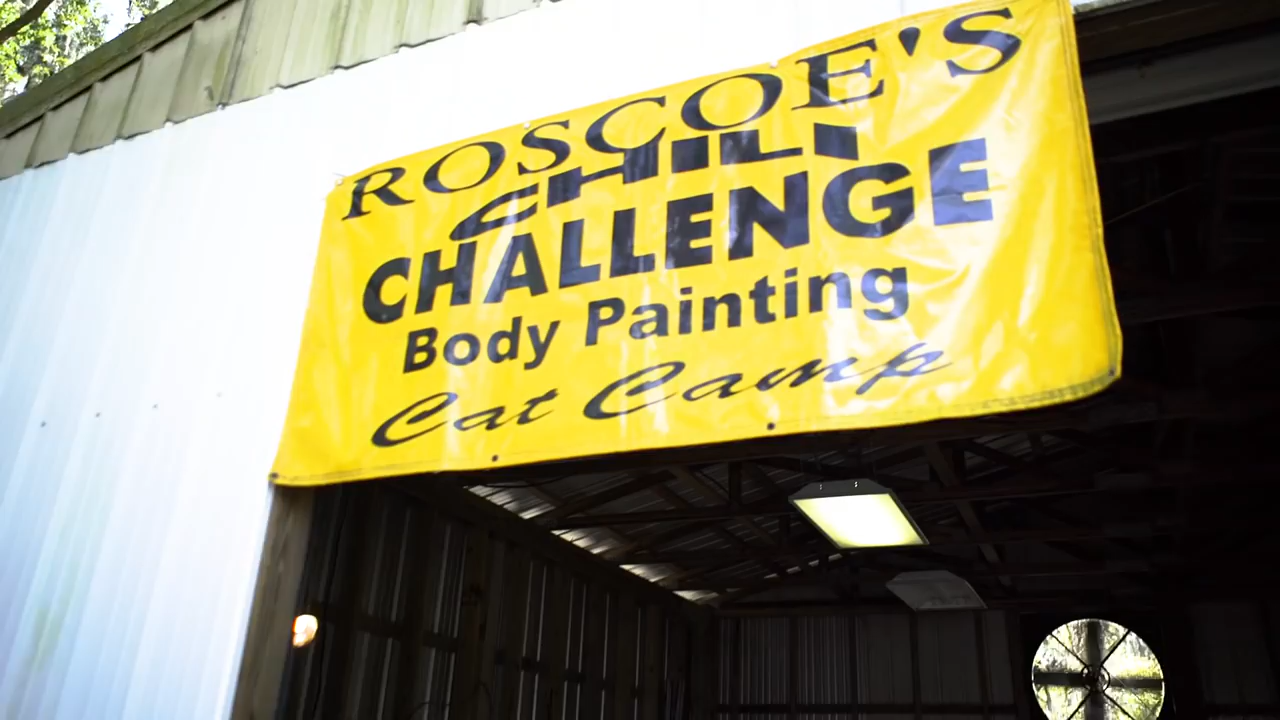 ROSCOE'S
CHILI
CHALLENGE
Body Painting
Cat Camp